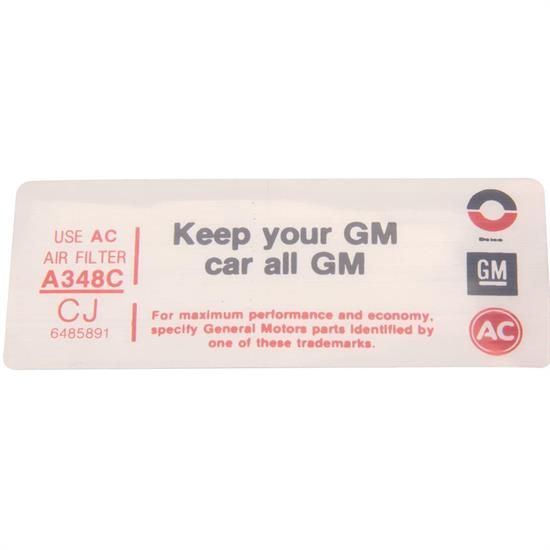 USE AC
AIR FILTER
A348C
CJ
6485891
Keep your GM
car all GM
For maximum performance and economy,
specify General Motors parts identified by
one of these trademarks.
Delco
GM
AC